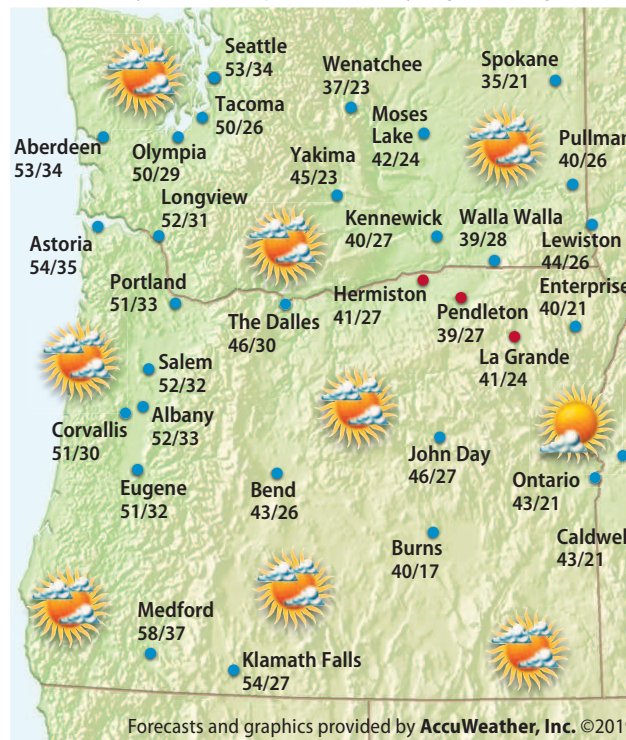 Seattle
53/34
Wenatchee
37/23
Spokane
35/21
Tacoma
50/26
Moses
Lake
42/24
Aberdeen
53/34
Olympia
50/29
Yakima
45/23
Pullman
40/26
Longview
52/31
Kennewick
40/27
Walla Walla
39/28
Lewiston
44/26
Astoria
54/35
Portland
51/33
The Dalles
46/30
Hermiston
41/27
Pendleton
39/27
Enterprise
40/21
La Grande
41/24
Salem
52/32
Albany
52/33
Corvallis
51/30
Eugene
51/32
Bend
43/26
John Day
46/27
Ontario
43/21
Burns
40/17
Caldwel
43/21
Medford
58/37
Klamath Falls
54/27
Forecasts and graphics provided by AccuWeather, Inc. ©201